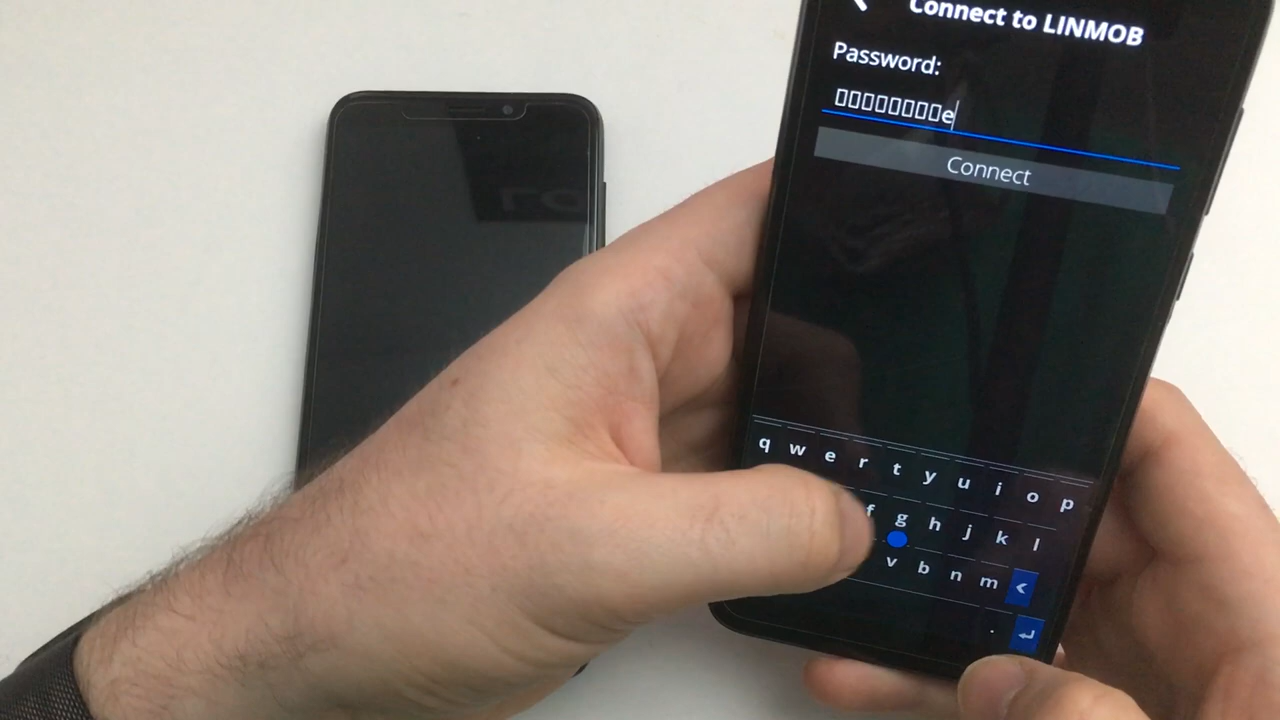 Connect to LINMOB
Password:
▯▯▯▯▯▯▯▯e
Connect
q w e r t y u i o p
f g h j k l
v b n m <
.